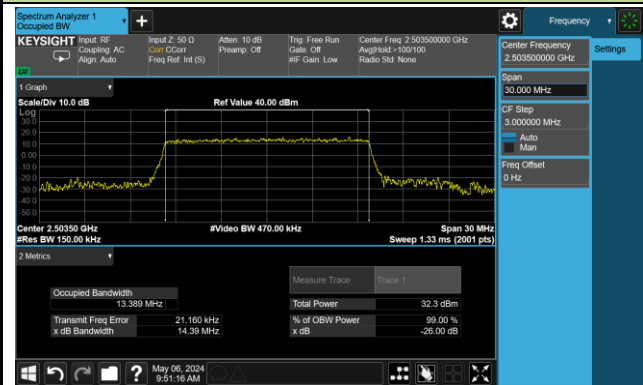 Spectrum Analyzer 1
Occupied BW
Frequency
KEYSIGHT
Input: RF
Coupling: AC
Align: Auto
Input Z: 50 Ω
Corr CCorr
Freq Ref: Int (S)
Atten: 10 dB
Preamp: Off
Trig: Free Run
Gate: Off
#IF Gain: Low
Center Freq: 2.503500000 GHz
Avg|Hold:>100/100
Radio Std: None
LXI
Center Frequency
2.503500000 GHz
Settings
Span
30.000 MHz
CF Step
3.000000 MHz
Auto
Man
Freq Offset
0 Hz
1 Graph
Scale/Div 10.0 dB
Ref Value 40.00 dBm
Log
30.0
20.0
10.0
0.00
-10.0
-20.0
-30.0
-40.0
-50.0
Center 2.50350 GHz
#Video BW 470.00 kHz
Span 30 MHz
#Res BW 150.00 kHz
Sweep 1.33 ms (2001 pts)
2 Metrics
Measure Trace
Trace 1
Occupied Bandwidth
13.389 MHz
Total Power
32.3 dBm
Transmit Freq Error
21.160 kHz
% of OBW Power
99.00 %
x dB Bandwidth
14.39 MHz
x dB
-26.00 dB
?
May 06, 2024
9:51:16 AM